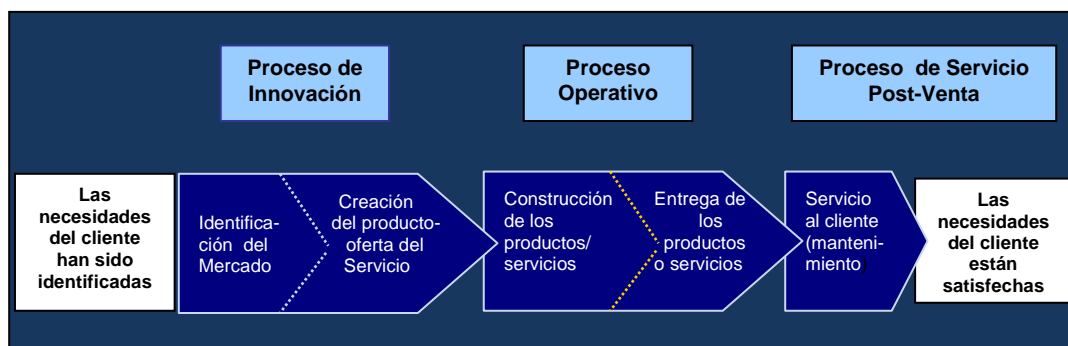 Proceso de
Innovación
Proceso
Operativo
Proceso de Servicio
Post-Venta
Las
necesidades
del cliente
han sido
identificadas
Identifica-
ción del
Mercado
Creación
del producto-
oferta del
Servicio
Construcción
de los
productos/
servicios
Entrega de
los
productos
o servicios
Servicio
al cliente
(manteni-
miento)
Las
necesidades
del cliente
están
satisfechas